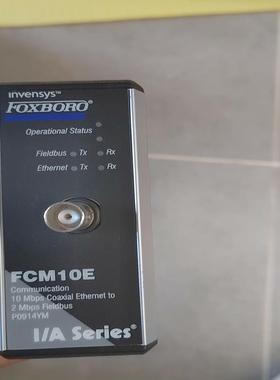 invensys™
FOXBORO®
Operational Status
Fieldbus Tx Rx
Ethernet Tx Rx
FCM10E
Communication
10 Mbps Coaxial Ethernet to
2 Mbps Fieldbus
P0914YM
I/A Series®